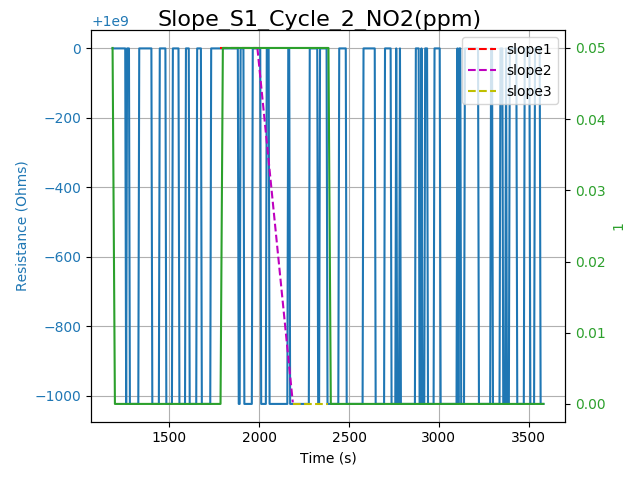 Slope_S1_Cycle_2_NO2(ppm)
+1e9
0
−200
−400
−600
−800
−1000
Resistance (Ohms)
slope1
slope2
slope3
0.05
0.04
0.03
0.02
0.01
0.00
1
1500 2000 2500 3000 3500
Time (s)